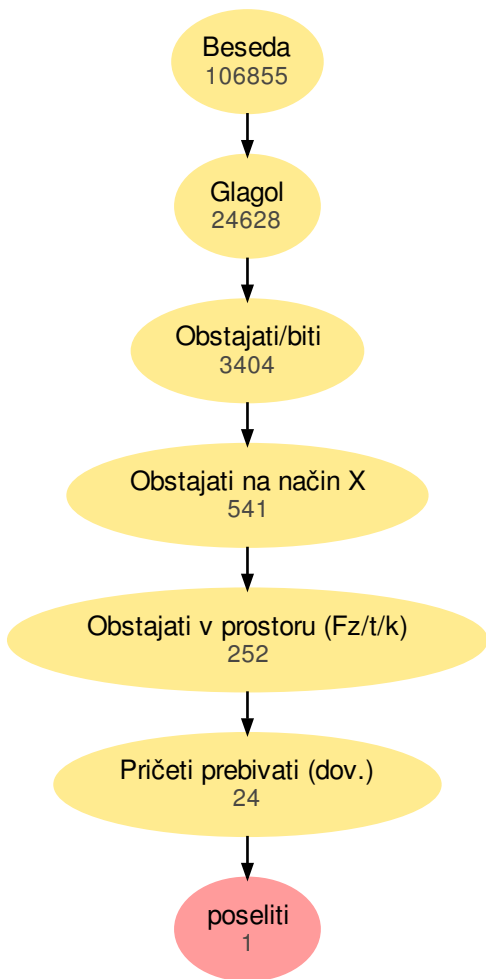 Beseda
106855
Glagol
24628
Obstajati/biti
3404
Obstajati na način X
541
Obstajati v prostoru (Fz/t/k)
252
Pričeti prebivati (dov.)
24
poseliti
1